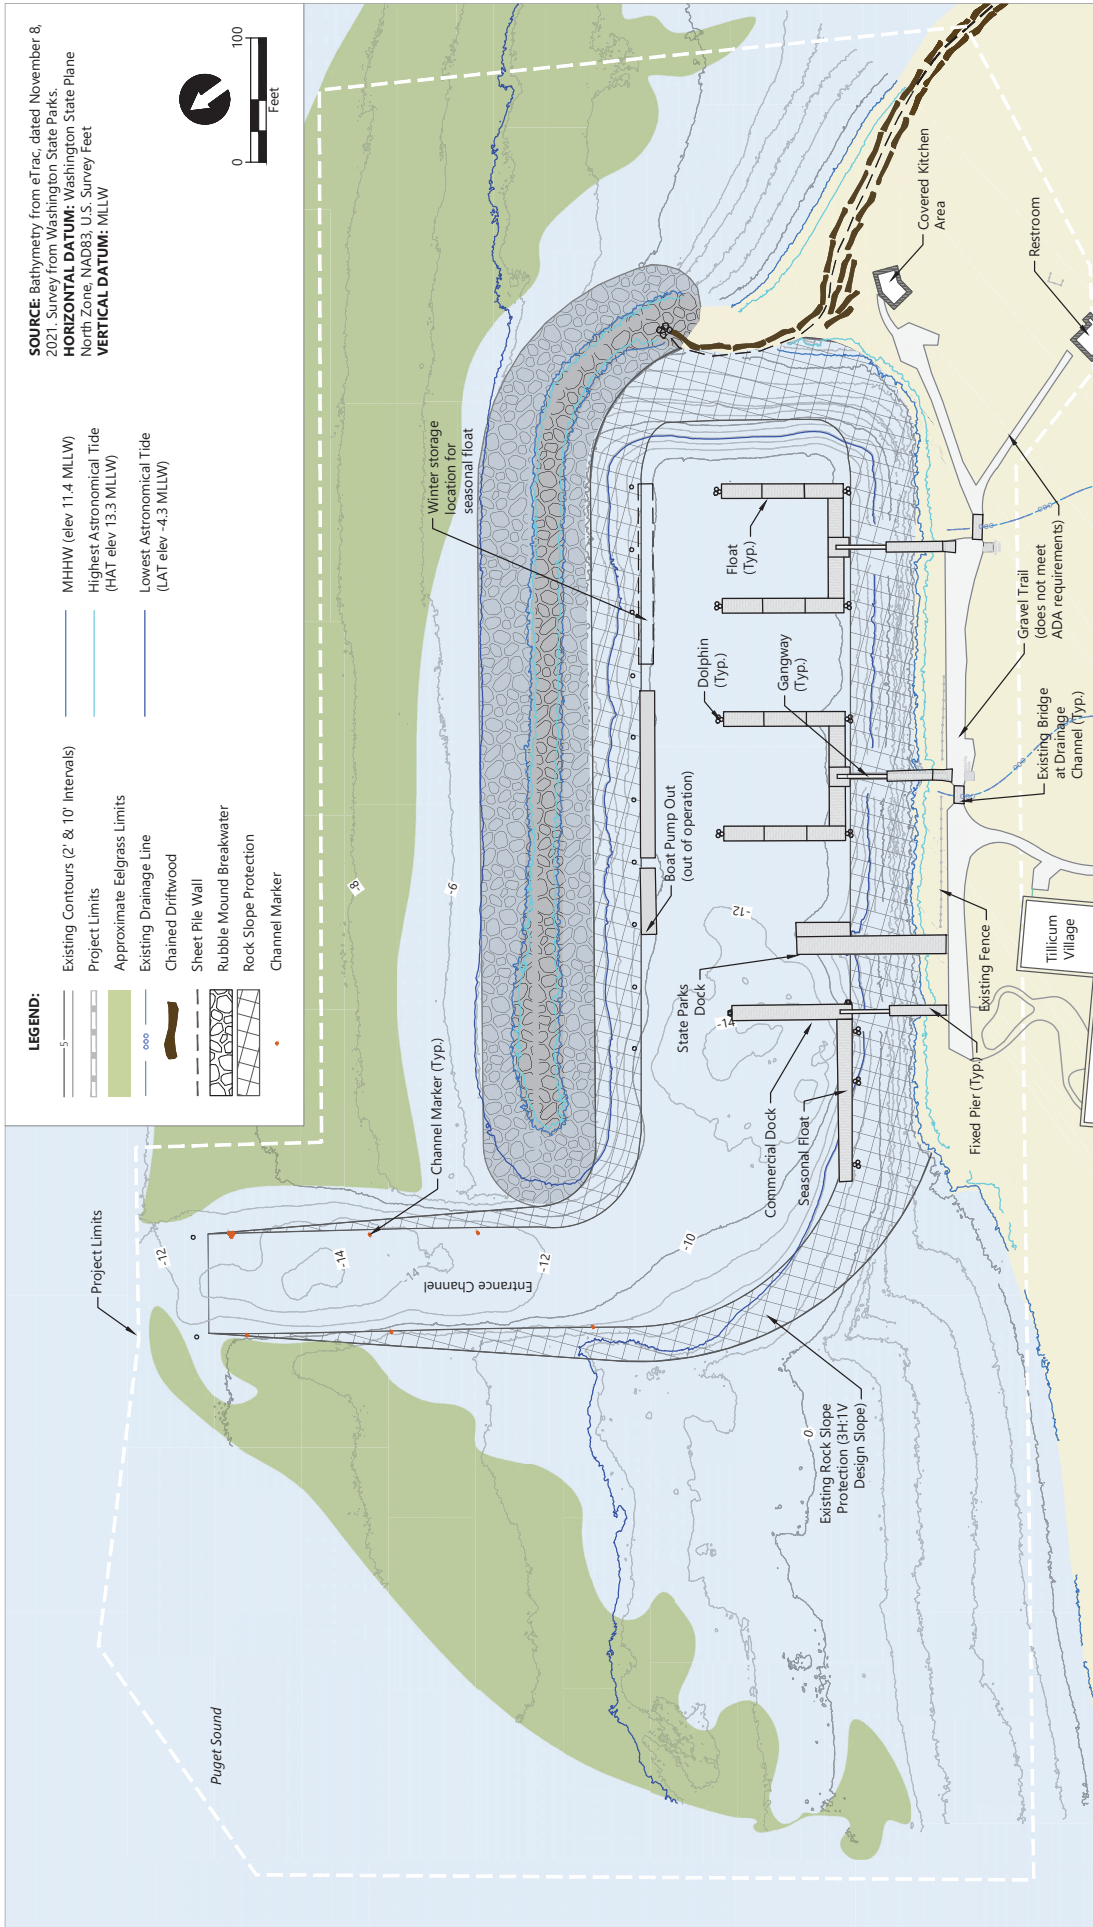 SOURCE: Bathymetry from eTrac, dated November 8,
2021. Survey from Washington State Parks.
HORIZONTAL DATUM: Washington State Plane
North Zone, NAD83, U.S. Survey Feet
VERTICAL DATUM: MLLW
0
100
Feet
LEGEND:
5
Existing Contours (2' & 10' Intervals)
Project Limits
Approximate Eelgrass Limits
Existing Drainage Line
Chained Driftwood
Sheet Pile Wall
Rubble Mound Breakwater
Rock Slope Protection
Channel Marker
MHHW (elev 11.4 MLLW)
Highest Astronomical Tide
(HAT elev 13.3 MLLW)
Lowest Astronomical Tide
(LAT elev -4.3 MLLW)
Project Limits
Puget Sound
-12
-14
-14
Entrance Channel
-12
-10
Channel Marker (Typ.)
-8
-6
Winter storage
location for
seasonal float
Boat Pump Out
(out of operation)
Dolphin
(Typ.)
Float
(Typ.)
Gangway
(Typ.)
-12
-14
State Parks
Dock
Commercial Dock
Seasonal Float
0
Existing Rock Slope
Protection (3H:1V
Design Slope)
Fixed Pier (Typ.)
Existing Fence
Tillicum
Village
Existing Bridge
at Drainage
Channel (Typ.)
Gravel Trail
(does not meet
ADA requirements)
Covered Kitchen
Area
Restroom